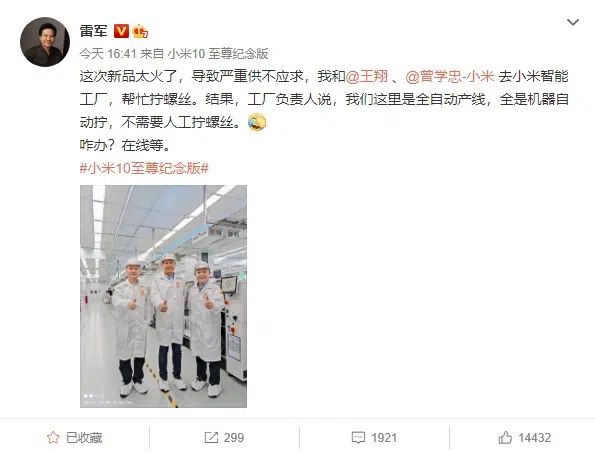 雷军
今天 16:41 来自 小米10 至尊纪念版
这次新品太火了，导致严重供不应求，我和@王翔 、@曾学忠-小米 去小米智能
工厂，帮忙拧螺丝。结果，工厂负责人说，我们这里是全自动产线，全是机器自
动拧，不需要人工拧螺丝。
咋办？在线等。
#小米10至尊纪念版#
已收藏
299
1921
14432